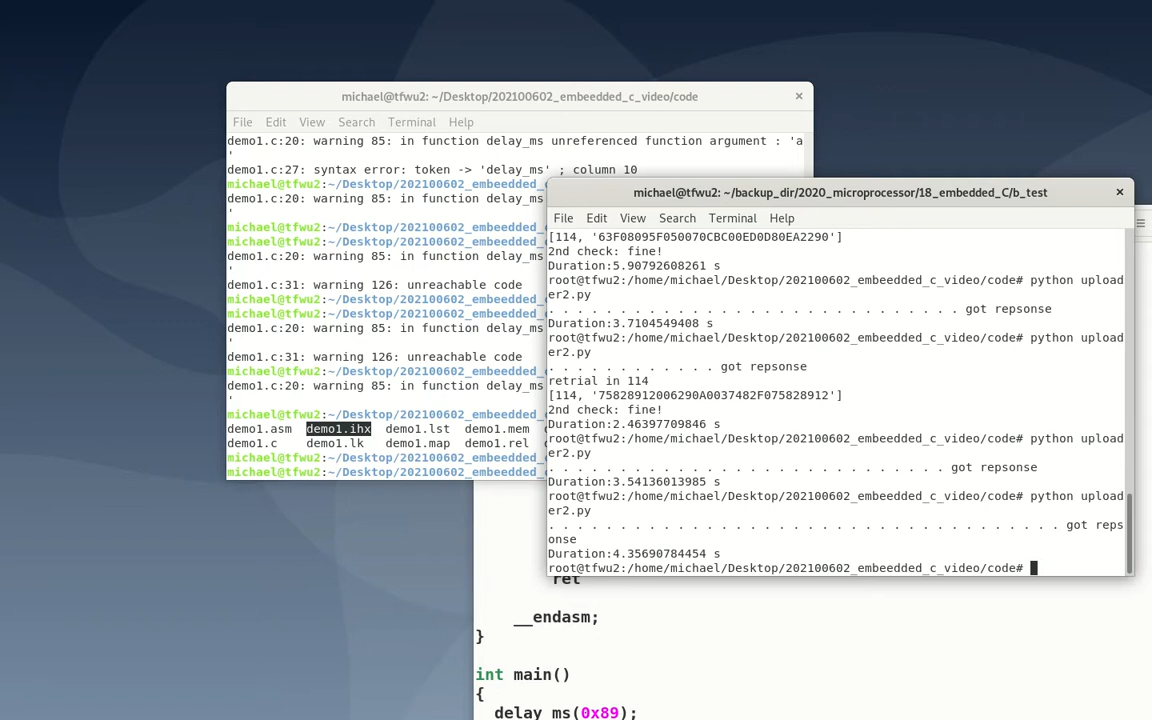 michael@tfwu2: ~/Desktop/202100602_embeedded_c_video/code
File Edit View Search Terminal Help
demo1.c:20: warning 85: in function delay_ms unreferenced function argument : 'a
'
demo1.c:27: syntax error: token -> 'delay_ms' ; column 10
michael@tfwu2:~/Desktop/202100602_embeedded_
demo1.c:20: warning 85: in function delay_ms
'
michael@tfwu2:~/Desktop/202100602_embeedded_
michael@tfwu2:~/Desktop/202100602_embeedded_
demo1.c:20: warning 85: in function delay_ms
'
demo1.c:31: warning 126: unreachable code
michael@tfwu2:~/Desktop/202100602_embeedded_
michael@tfwu2:~/Desktop/202100602_embeedded_
demo1.c:20: warning 85: in function delay_ms
'
demo1.c:31: warning 126: unreachable code
michael@tfwu2:~/Desktop/202100602_embeedded_
demo1.c:20: warning 85: in function delay_ms
'
michael@tfwu2:~/Desktop/202100602_embeedded_
demo1.asm demo1.ihx demo1.lst demo1.mem
demo1.c demo1.lk demo1.map demo1.rel
michael@tfwu2:~/Desktop/202100602_embeedded_
michael@tfwu2:~/Desktop/202100602_embeedded_
michael@tfwu2: ~/backup_dir/2020_microprocessor/18_embedded_C/b_test
File Edit View Search Terminal Help
[114, '63F08095F050070CBC00ED0D80EA2290']
2nd check: fine!
Duration:5.90792608261 s
root@tfwu2:/home/michael/Desktop/202100602_embeedded_c_video/code# python upload
er2.py
. . . . . . . . . . . . . . . . . . . . . . . . . . . . . got repsonse
Duration:3.7104549408 s
root@tfwu2:/home/michael/Desktop/202100602_embeedded_c_video/code# python upload
er2.py
. . . . . . . . . . . . got repsonse
retrial in 114
[114, '75828912006290A0037482F075828912']
2nd check: fine!
Duration:2.46397709846 s
root@tfwu2:/home/michael/Desktop/202100602_embeedded_c_video/code# python upload
er2.py
. . . . . . . . . . . . . . . . . . . . . . . . . . . . got repsonse
Duration:3.54136013985 s
root@tfwu2:/home/michael/Desktop/202100602_embeedded_c_video/code# python upload
er2.py
. . . . . . . . . . . . . . . . . . . . . . . . . . . . . . . . . . . . got reps
onse
Duration:4.35690784454 s
root@tfwu2:/home/michael/Desktop/202100602_embeedded_c_video/code#
ret
__endasm;
}
int main()
{
delay_ms(0x89);